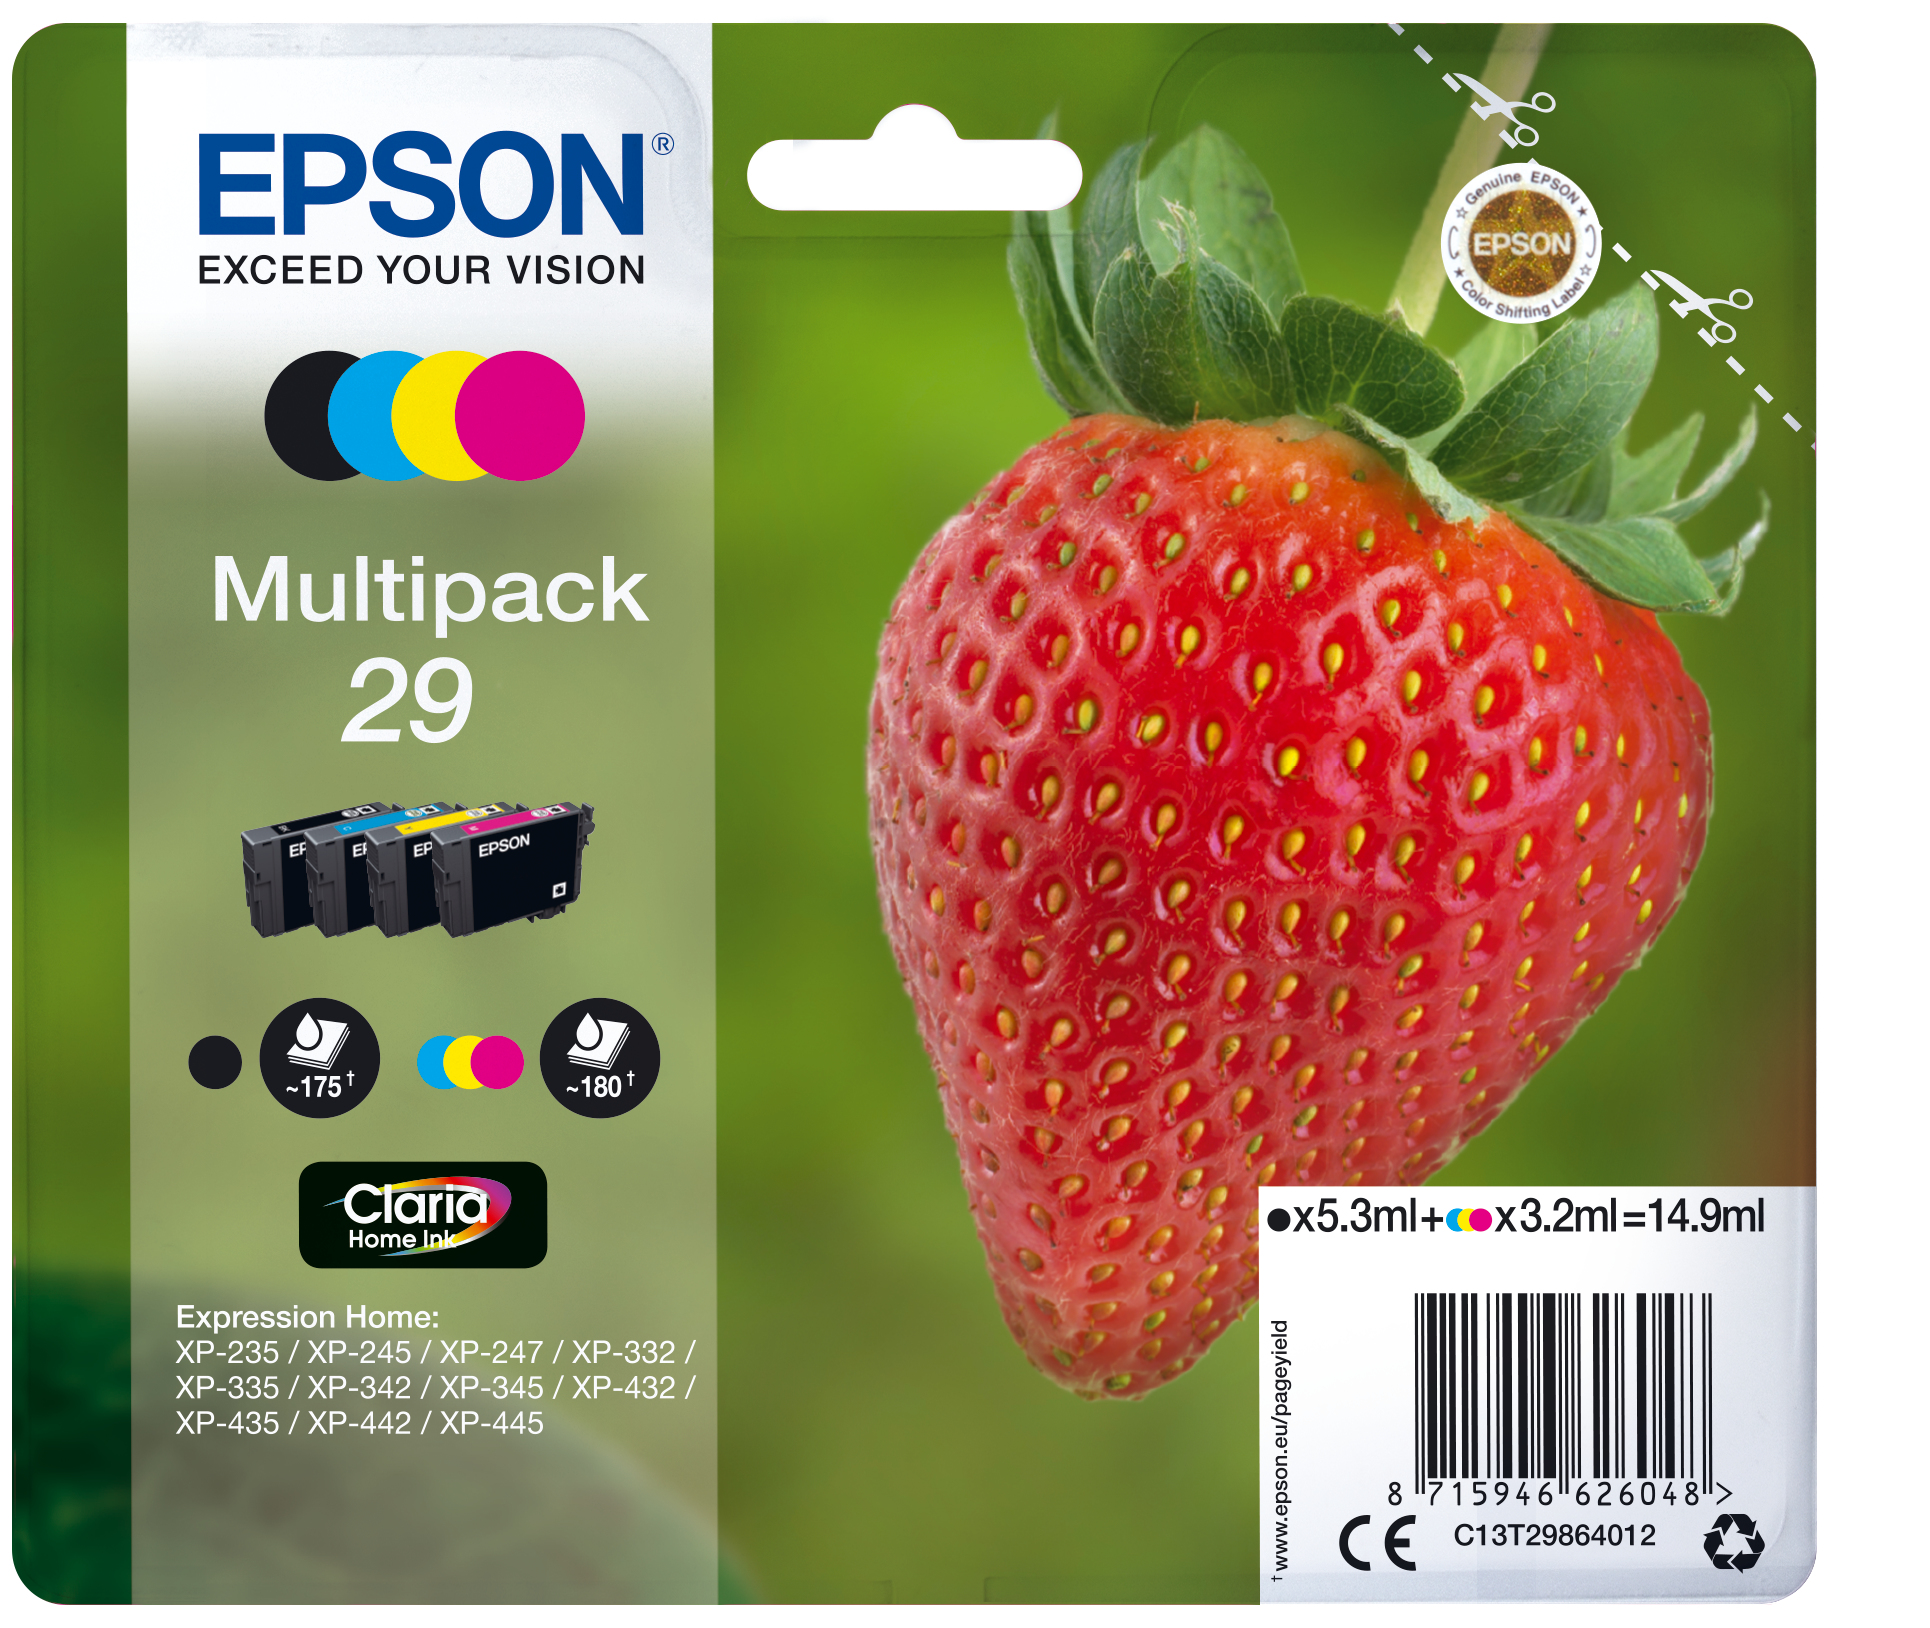 EPSON®
EXCEED YOUR VISION
Multipack
29
EP
EP
EP
EPSON
~175†
~180†
Claria
Home Ink
Expression Home:
XP-235 / XP-245 / XP-247 / XP-332 /
XP-335 / XP-342 / XP-345 / XP-432 /
XP-435 / XP-442 / XP-445
Genuine EPSON
EPSON
Color Shifting Label
x5.3ml+ x3.2ml=14.9ml
† www.epson.eu/pageyield
8 715946 626048 >
CE
C13T29864012